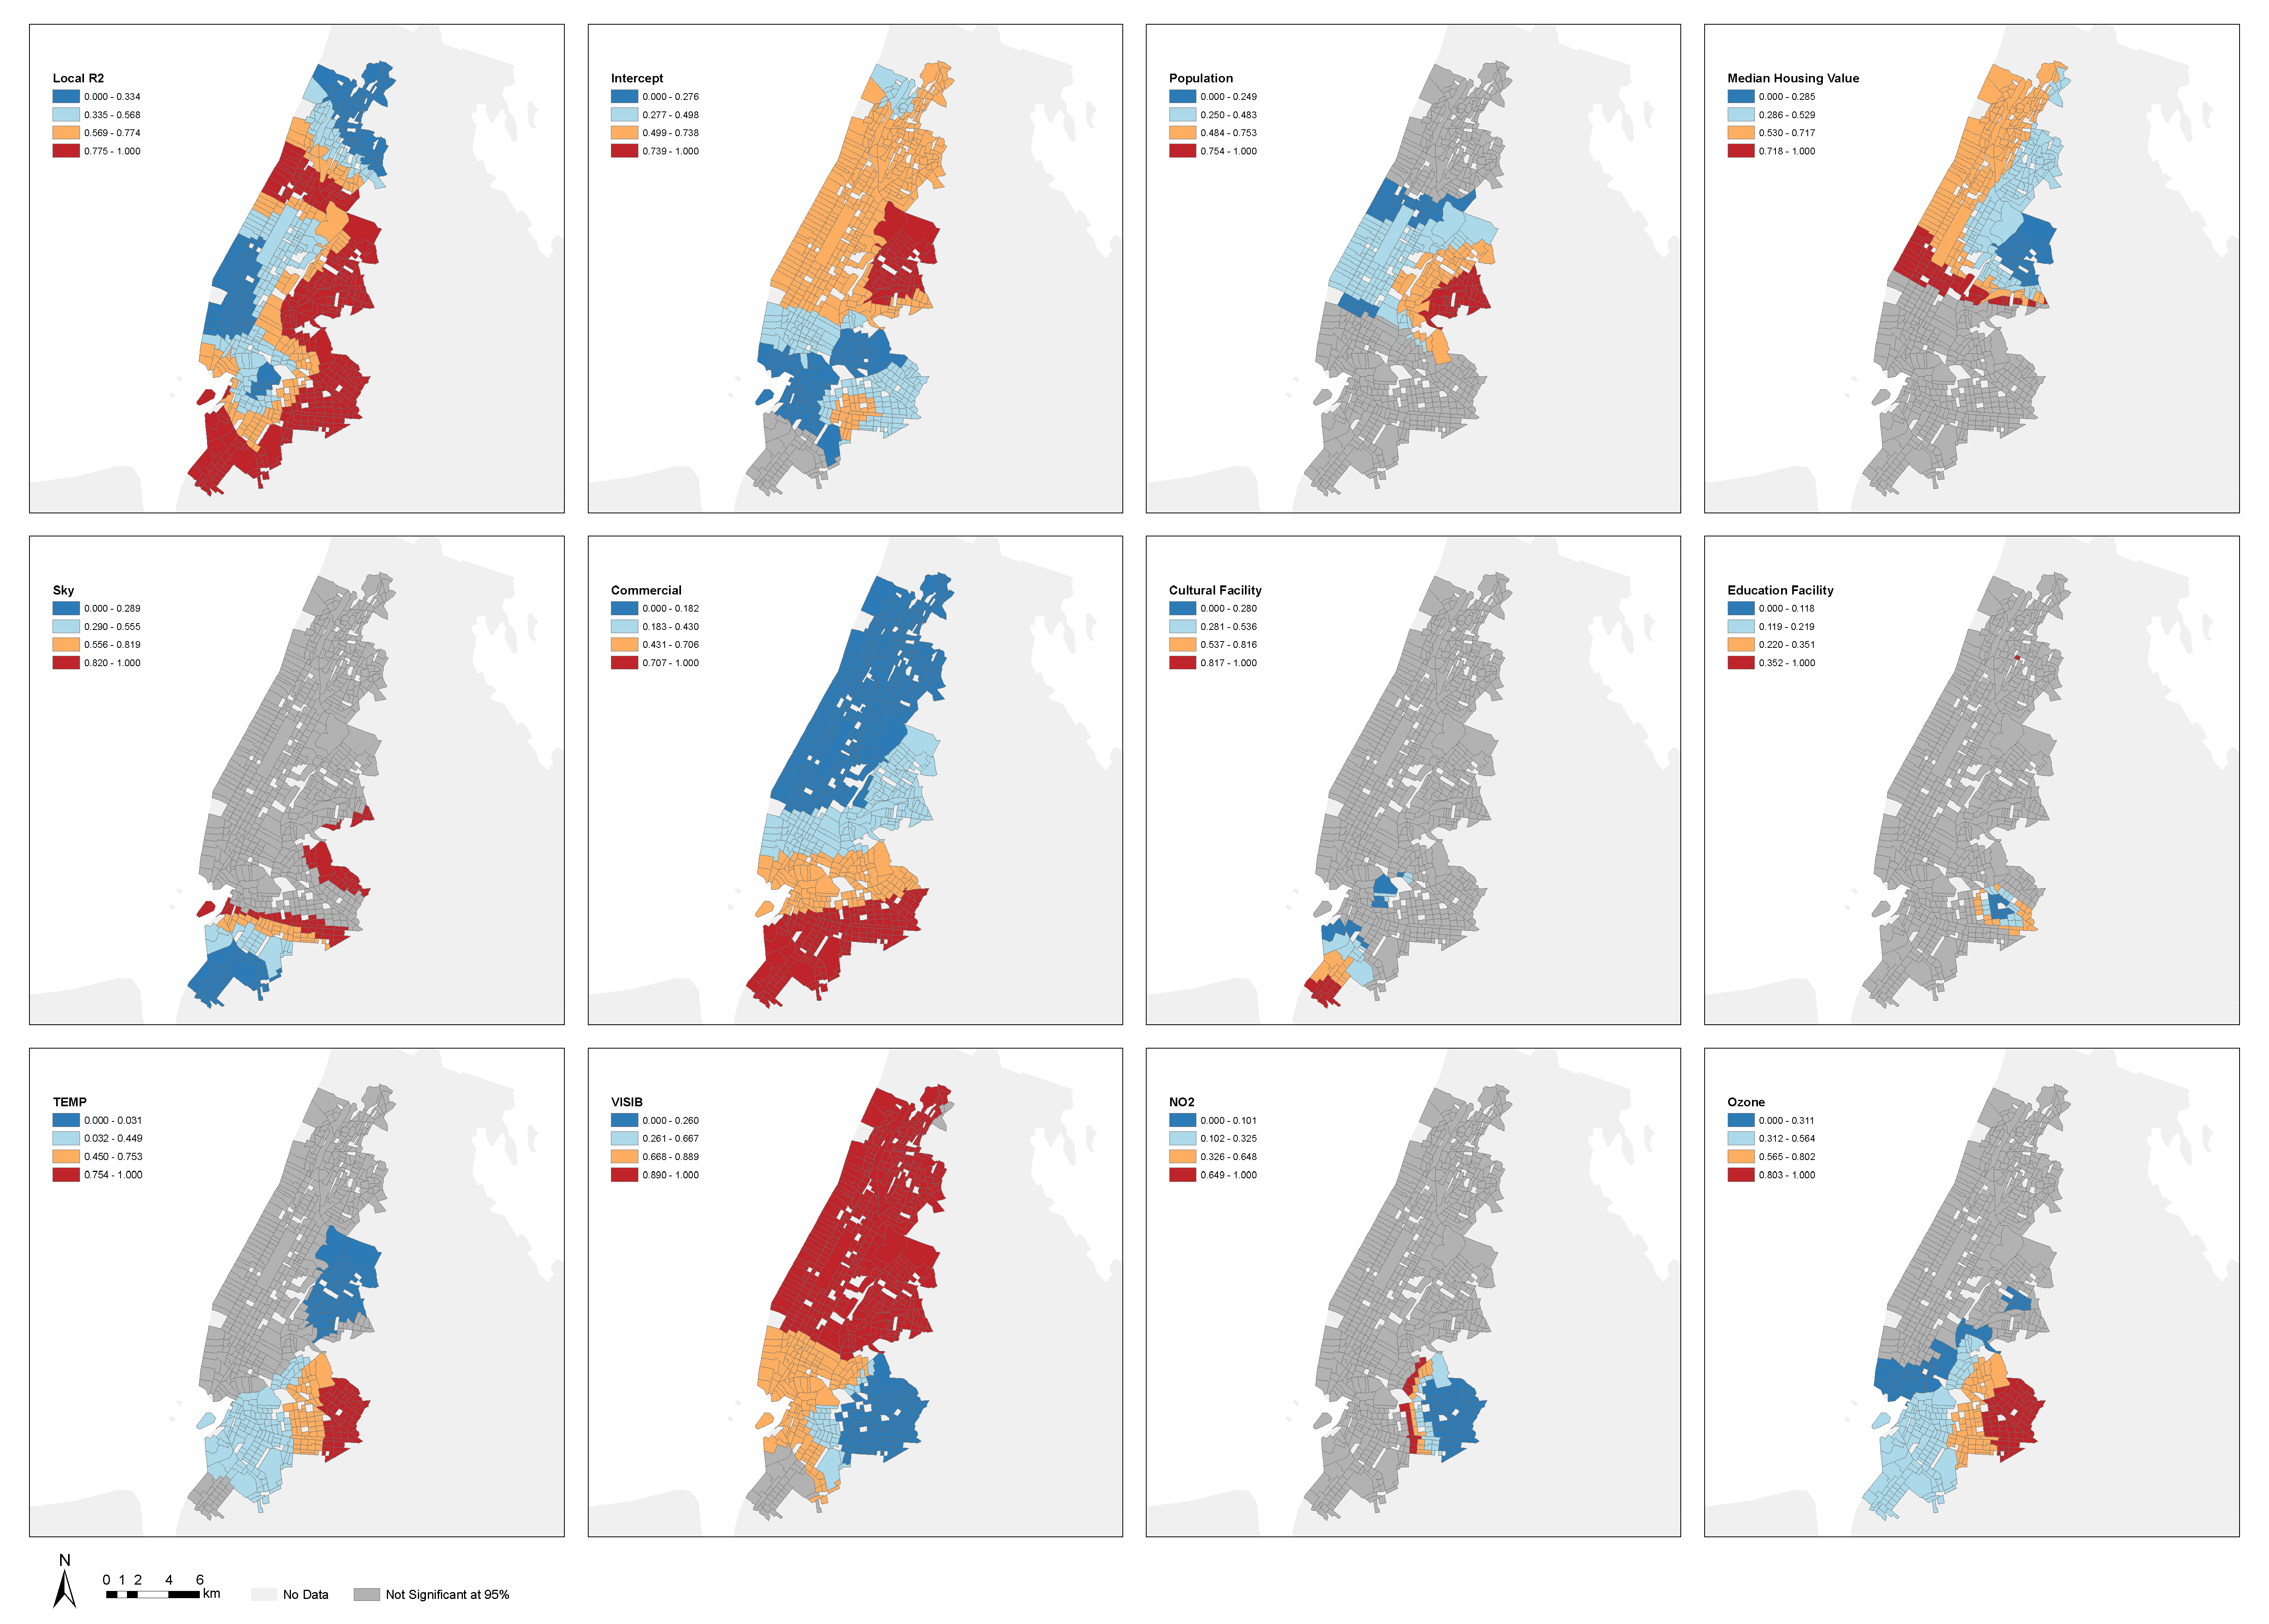 Local R2
0.000 - 0.334
0.335 - 0.568
0.569 - 0.774
0.775 - 1.000
Intercept
0.000 - 0.276
0.277 - 0.498
0.499 - 0.738
0.739 - 1.000
Population
0.000 - 0.249
0.250 - 0.483
0.484 - 0.753
0.754 - 1.000
Median Housing Value
0.000 - 0.285
0.286 - 0.529
0.530 - 0.717
0.718 - 1.000
Sky
0.000 - 0.289
0.290 - 0.555
0.556 - 0.819
0.820 - 1.000
Commercial
0.000 - 0.182
0.183 - 0.430
0.431 - 0.706
0.707 - 1.000
Cultural Facility
0.000 - 0.280
0.281 - 0.536
0.537 - 0.816
0.817 - 1.000
Education Facility
0.000 - 0.118
0.119 - 0.219
0.220 - 0.351
0.352 - 1.000
TEMP
0.000 - 0.031
0.032 - 0.449
0.450 - 0.753
0.754 - 1.000
VISIB
0.000 - 0.260
0.261 - 0.667
0.668 - 0.889
0.890 - 1.000
NO2
0.000 - 0.101
0.102 - 0.325
0.326 - 0.648
0.649 - 1.000
Ozone
0.000 - 0.311
0.312 - 0.564
0.565 - 0.802
0.803 - 1.000
N
0 1 2 4 6
km
No Data
Not Significant at 95%